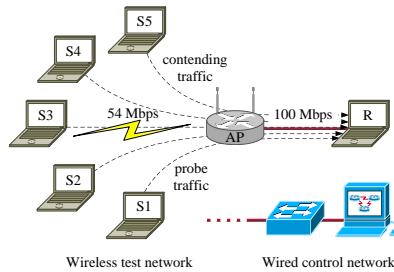 S5
S4
contending
traffic
S3
54 Mbps
100 Mbps
R
AP
S2
probe
traffic
S1
Wireless test network
Wired control network